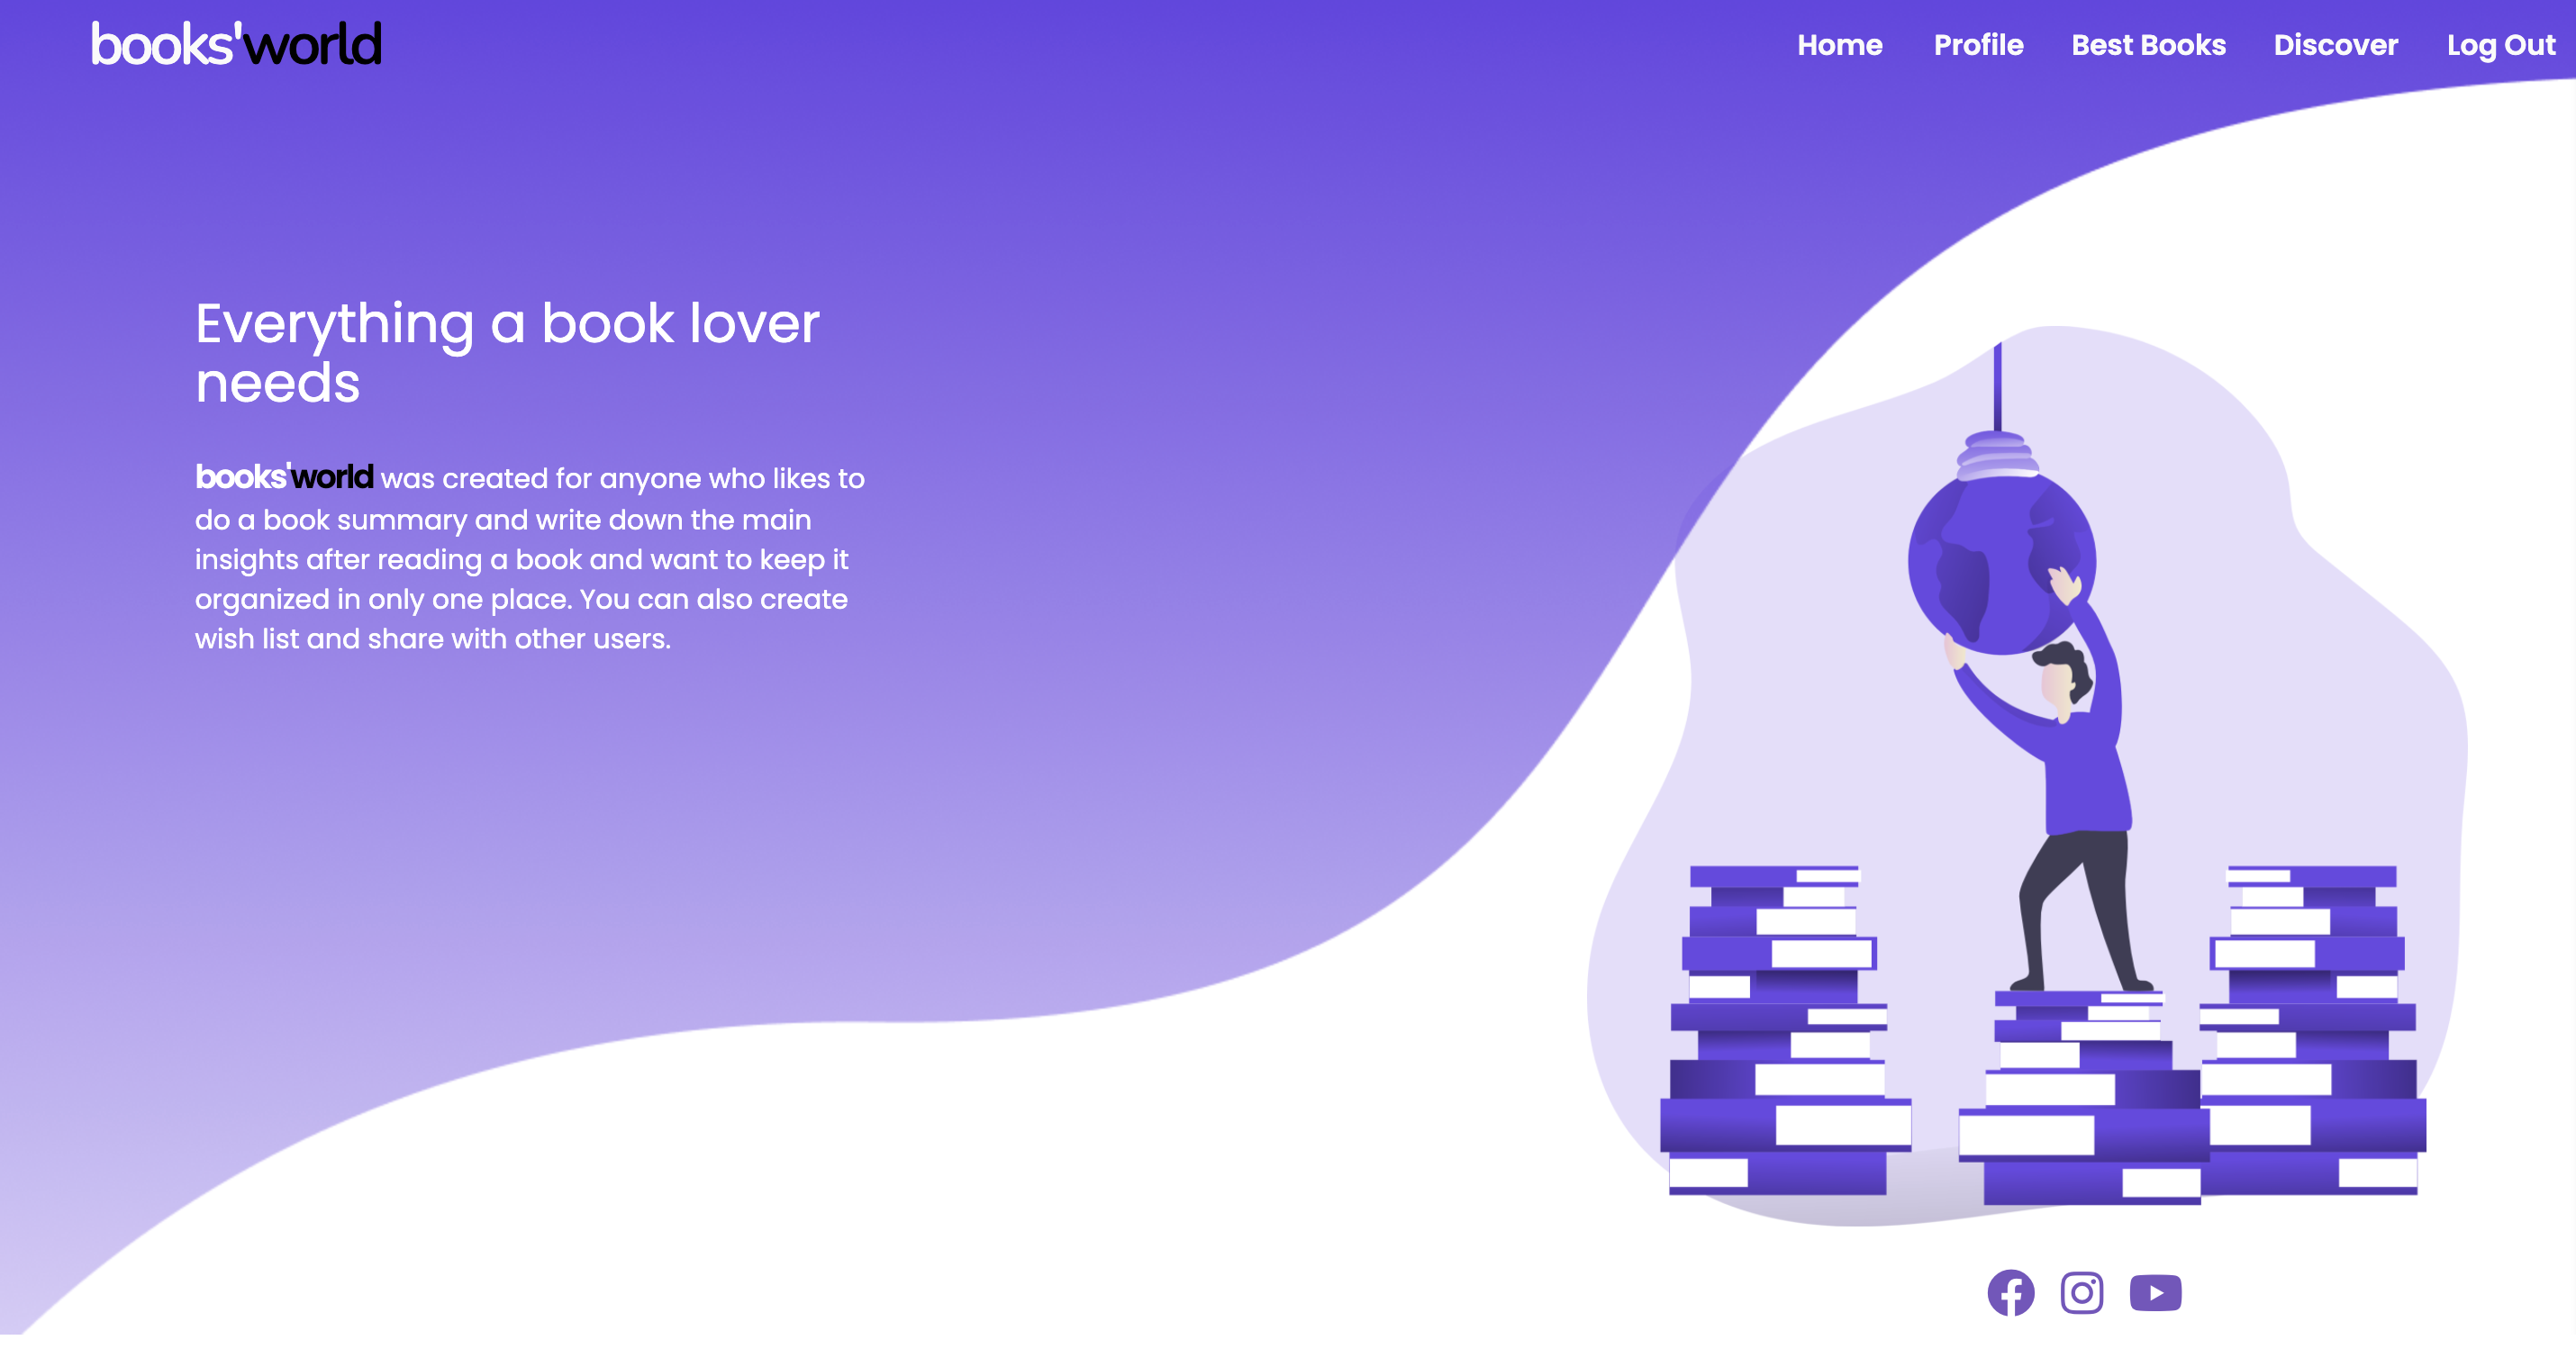 books'world
Home Profile Best Books Discover Log Out
Everything a book lover
needs
books'world was created for anyone who likes to
do a book summary and write down the main
insights after reading a book and want to keep it
organized in only one place. You can also create
wish list and share with other users.